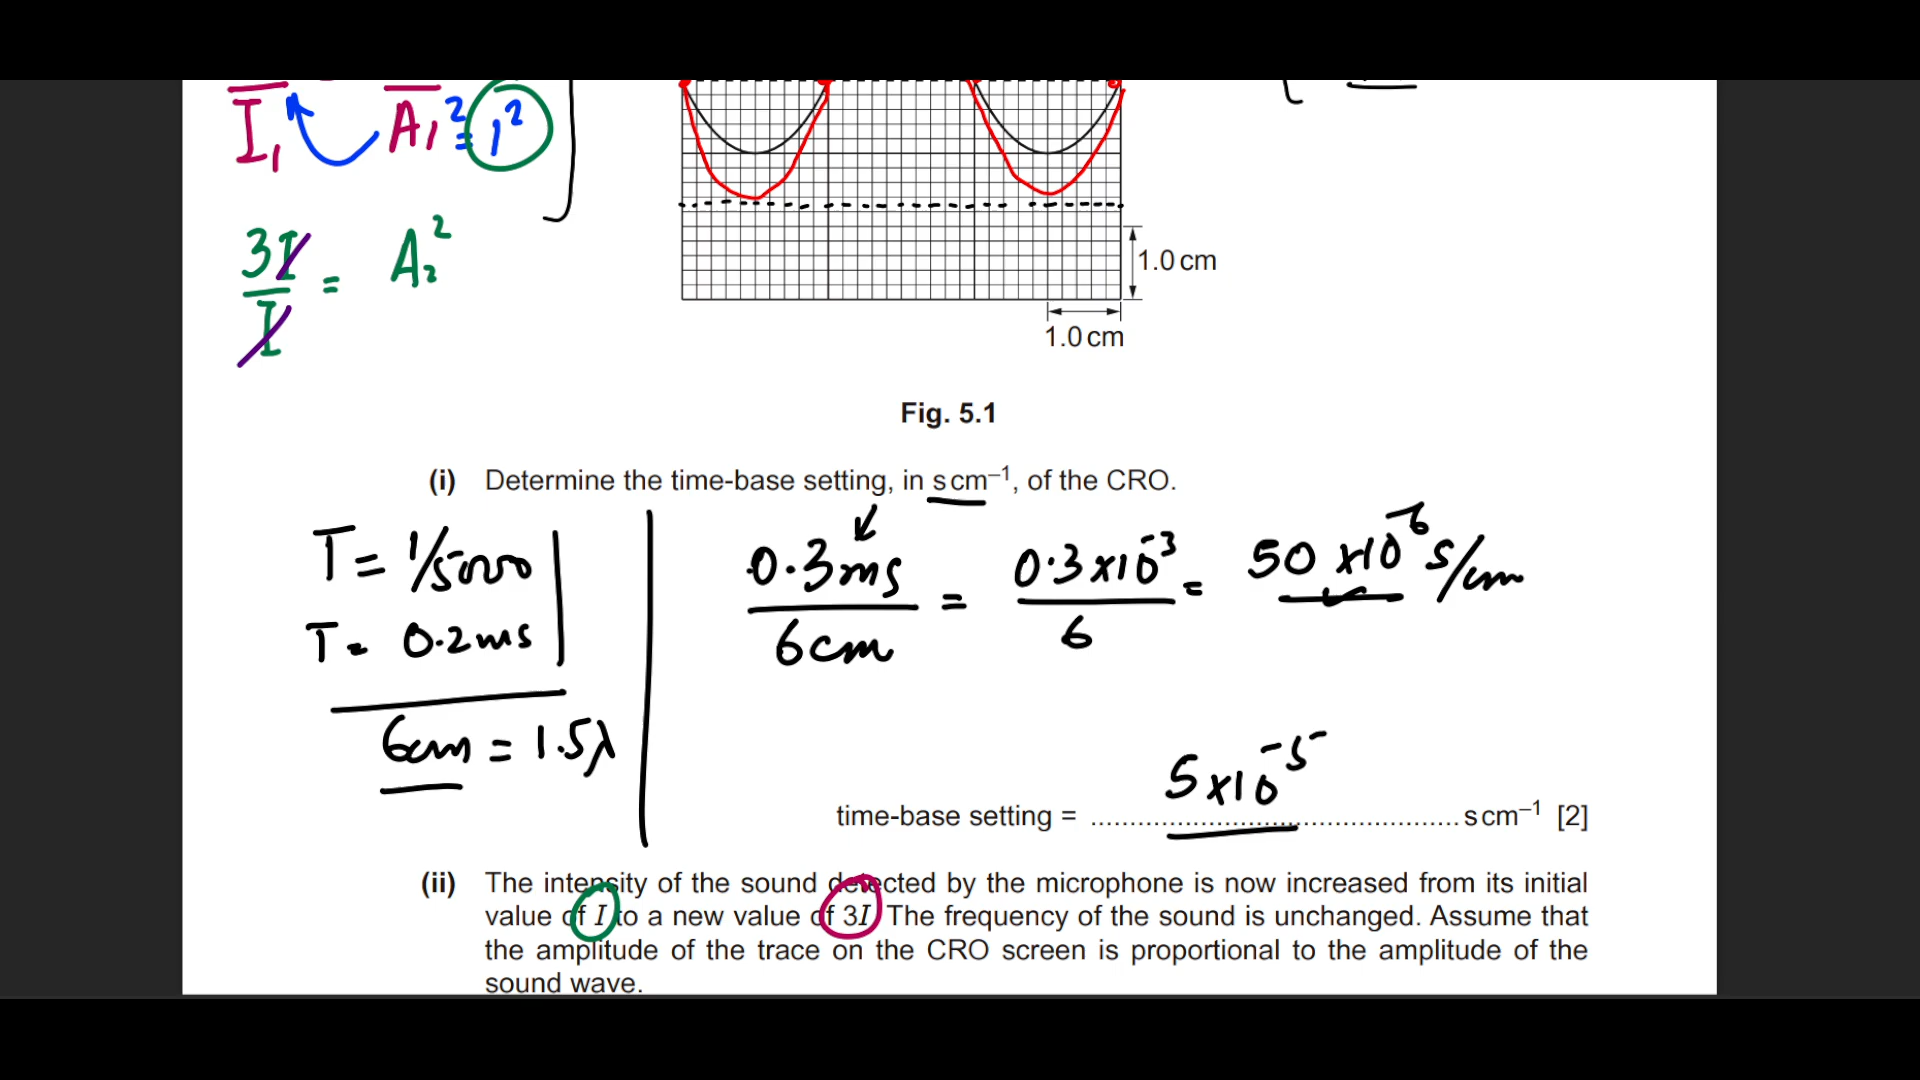 I₁ A₁² = 1²
3I/I = A₂²
1.0 cm
1.0 cm
Fig. 5.1
(i) Determine the time-base setting, in s cm⁻¹, of the CRO.
T = 1/5000
T = 0.2ms
6cm = 1.5λ
0.3ms/6cm = 0.3×10⁻³/6 = 50 ×10⁻⁶ s/cm
5×10⁻⁵
time-base setting = .................................................. s cm⁻¹ [2]
(ii) The intensity of the sound detected by the microphone is now increased from its initial
value of I to a new value of 3I. The frequency of the sound is unchanged. Assume that
the amplitude of the trace on the CRO screen is proportional to the amplitude of the
sound wave.